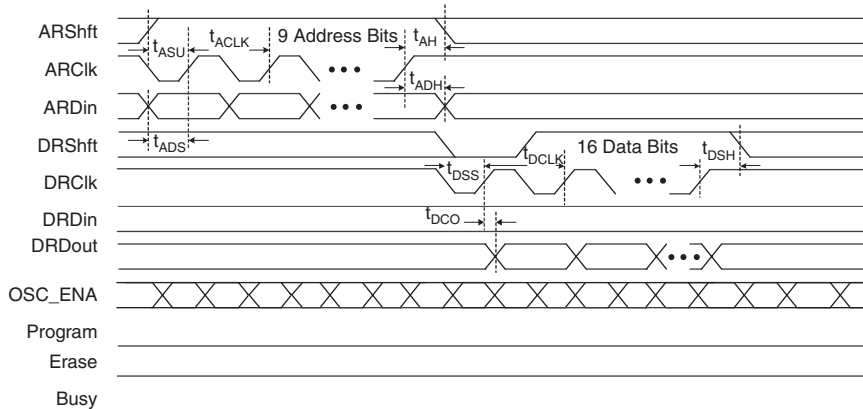 ARShft
tASU
tACLK
9 Address Bits
tAH
ARClk
tADH
ARDin
tADS
DRShft
16 Data Bits
tDCLK
tDSH
tDSS
DRClk
DRDin
tDCO
DRDout
OSC_ENA
Program
Erase
Busy